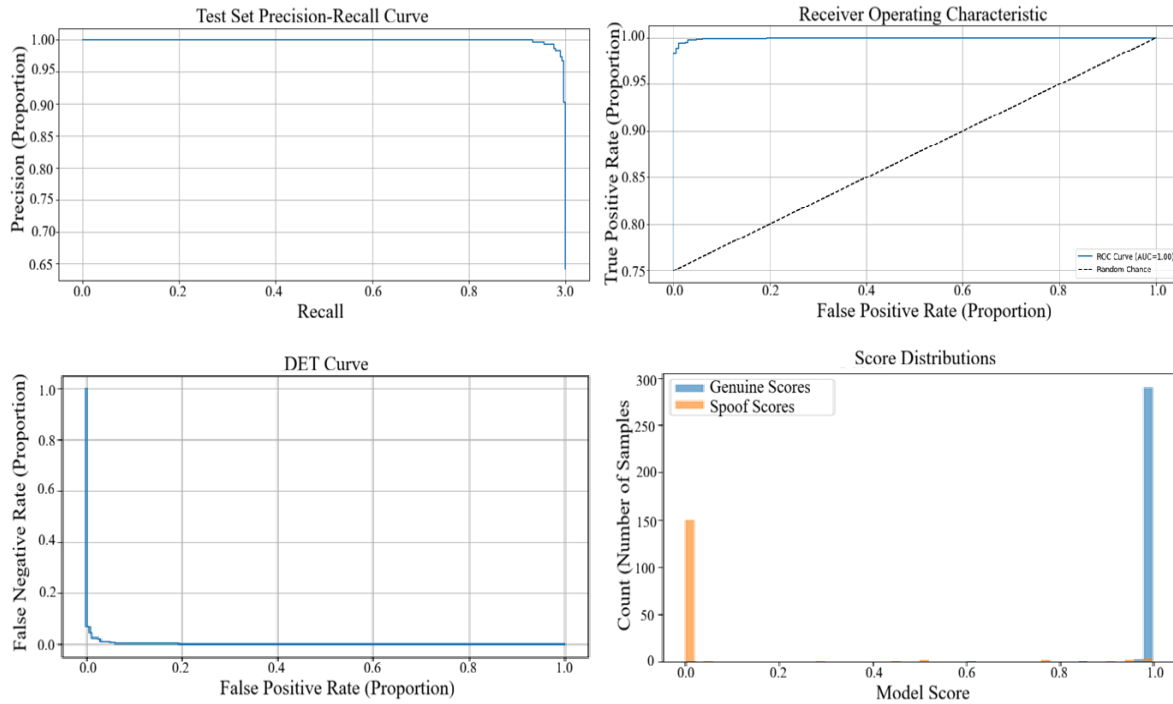 Test Set Precision-Recall Curve
Precision (Proportion)
1.00
0.95
0.90
0.85
0.80
0.75
0.70
0.65
0.0 0.2 0.4 0.6 0.8 3.0
Recall
Receiver Operating Characteristic
True Positive Rate (Proportion)
1.00
0.95
0.90
0.85
0.80
0.75
ROC Curve (AUC=1.00)
Random Chance
0.0 0.2 0.4 0.6 0.8 1.0
False Positive Rate (Proportion)
DET Curve
False Negative Rate (Proportion)
1.0
0.8
0.6
0.4
0.2
0.0
0.0 0.2 0.4 0.6 0.8 1.0
False Positive Rate (Proportion)
Score Distributions
Count (Number of Samples
300
250
200
150
100
50
0
Genuine Scores
Spoof Scores
0.0 0.2 0.4 0.6 0.8 1.0
Model Score